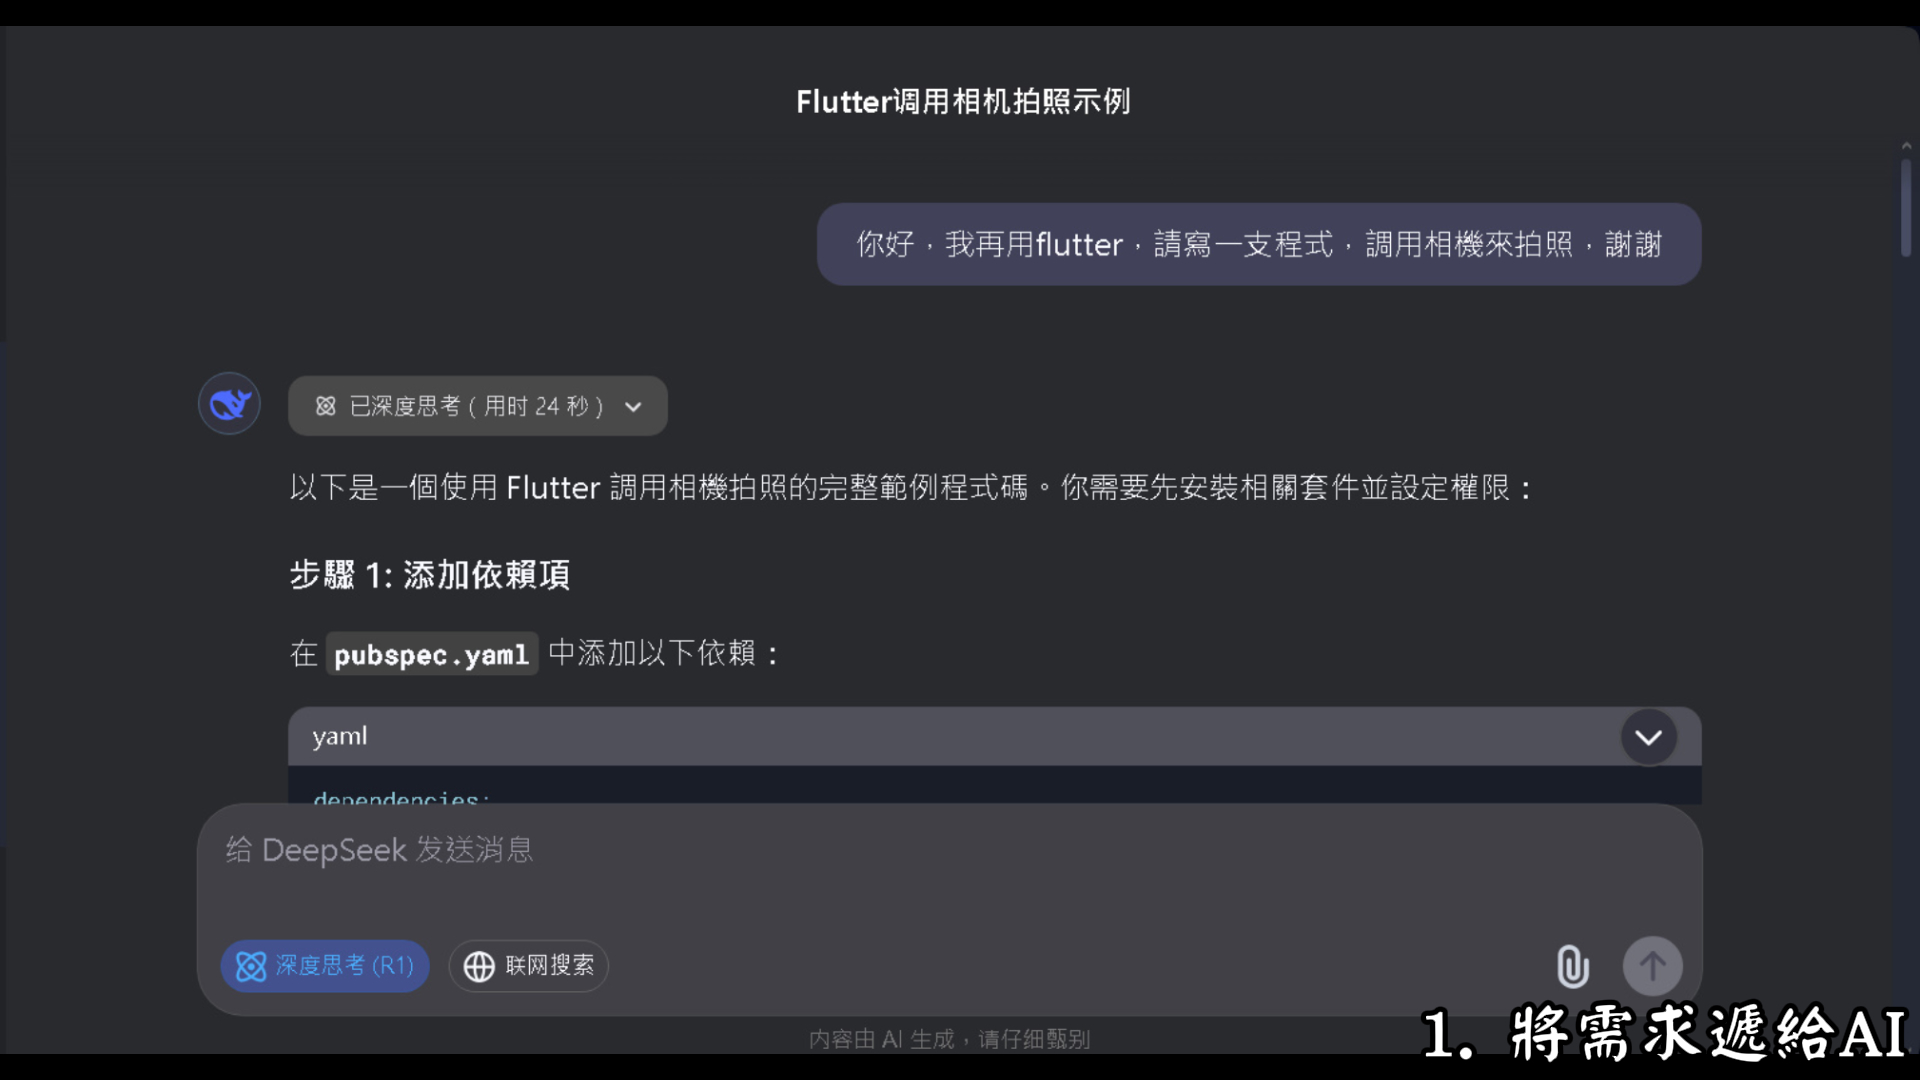 Flutter调用相机拍照示例
你好，我再用flutter，請寫一支程式，調用相機來拍照，謝謝
已深度思考（用时 24 秒）
以下是一個使用 Flutter 調用相機拍照的完整範例程式碼。你需要先安裝相關套件並設定權限：
步驟 1: 添加依賴項
在 pubspec.yaml 中添加以下依賴：
yaml
dependencies:
给 DeepSeek 发送消息
深度思考 (R1)
联网搜索
内容由 AI 生成，请仔细甄别
1. 將需求遞給AI